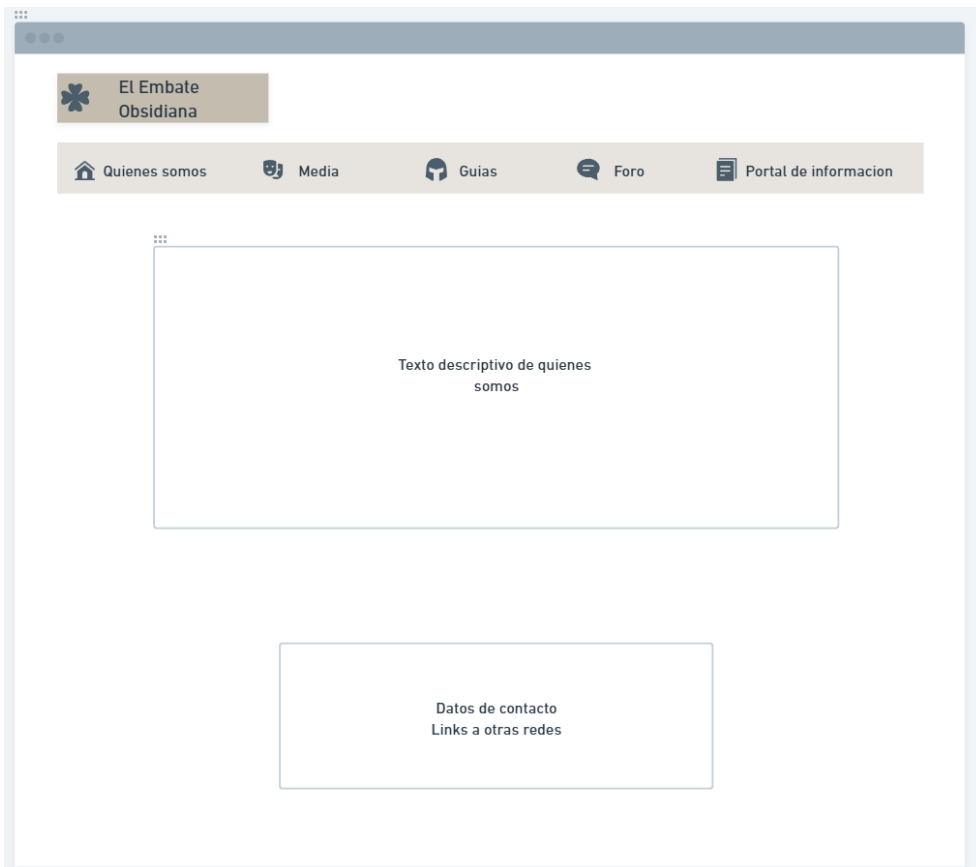 El Embate
Obsidiana
Quienes somos
Media
Guias
Foro
Portal de informacion
Texto descriptivo de quienes
somos
Datos de contacto
Links a otras redes